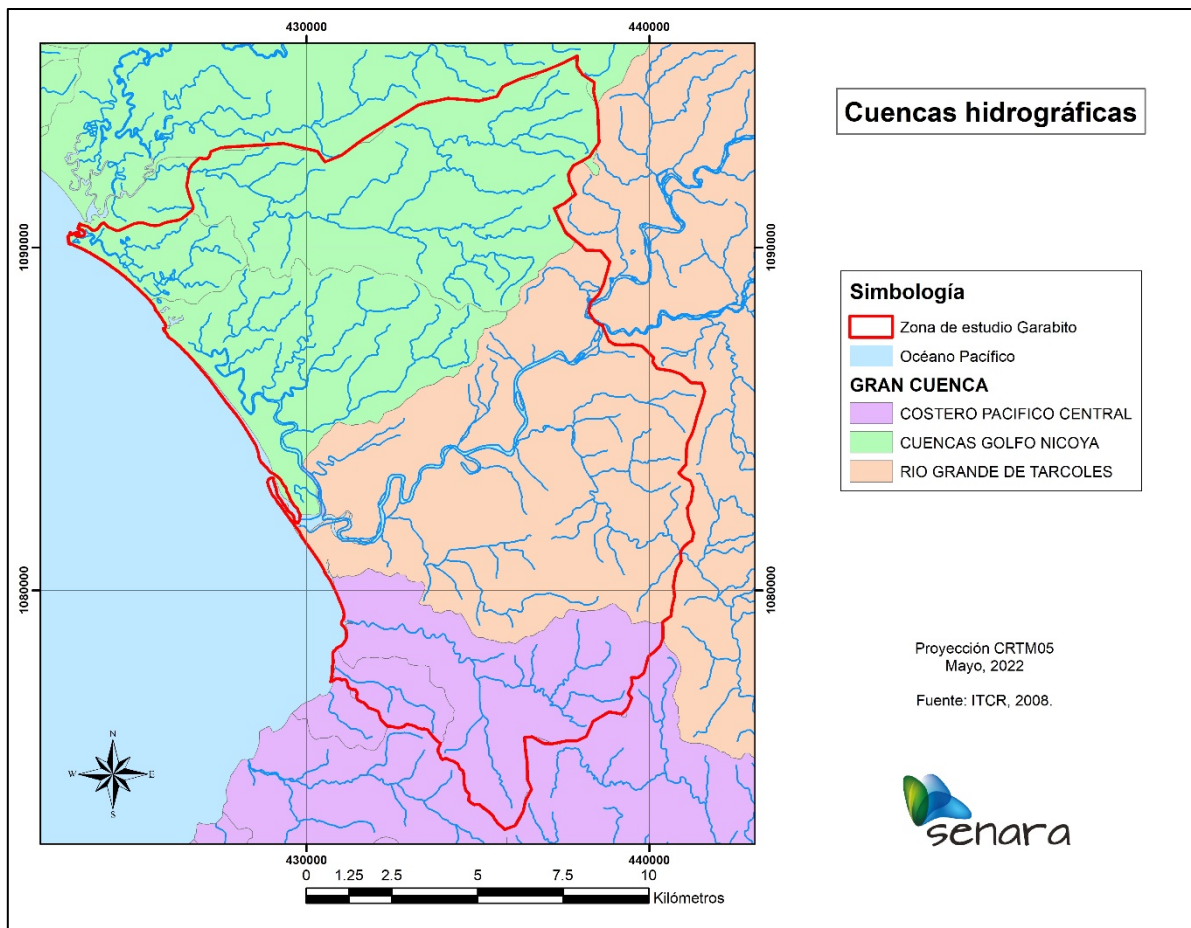 430000
440000
1090000
1090000
1080000
1080000
430000
440000
N
W
E
S
0
1.25
2.5
5
7.5
10
Kilómetros
Cuencas hidrográficas
Simbología
Zona de estudio Garabito
Océano Pacífico
GRAN CUENCA
COSTERO PACIFICO CENTRAL
CUENCAS GOLFO NICOYA
RIO GRANDE DE TARCOLES
Proyección CRTM05
Mayo, 2022
Fuente: ITCR, 2008.
senara